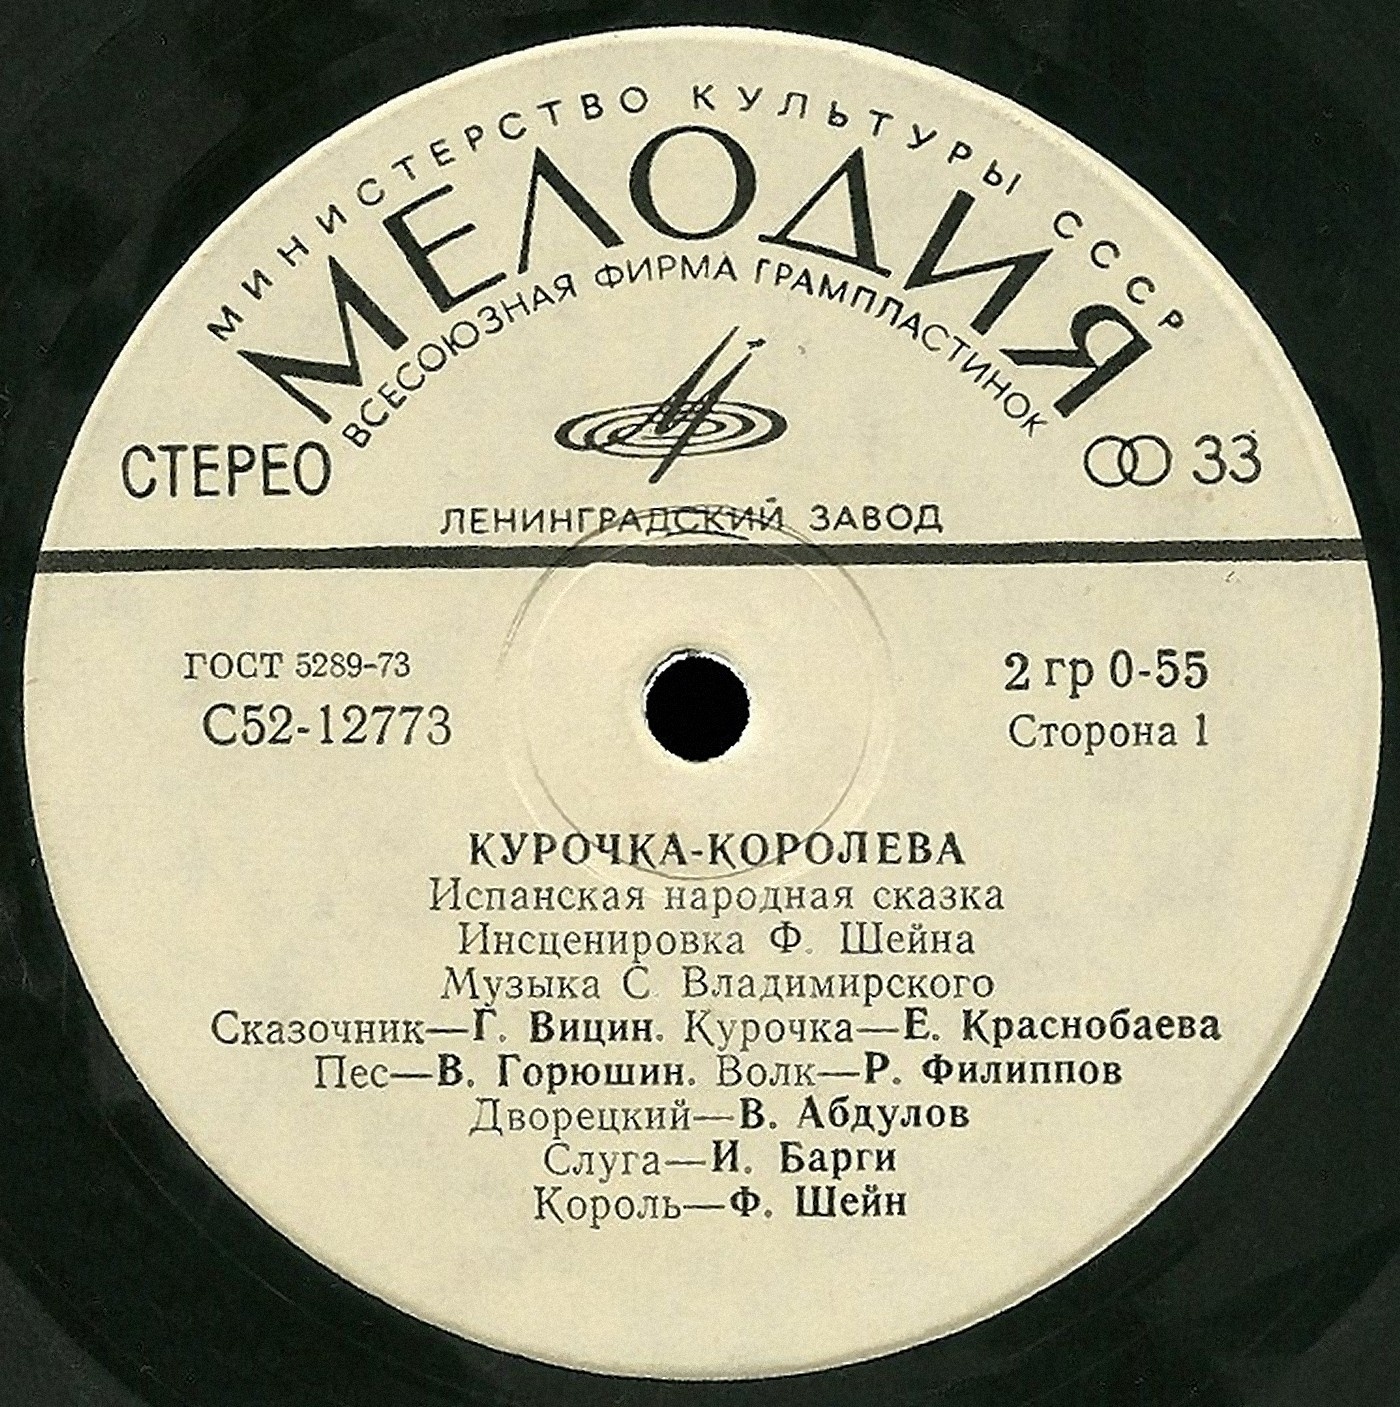 МИНИСТЕРСТВО КУЛЬТУРЫ СССР
МЕЛОДИЯ
ВСЕСОЮЗНАЯ ФИРМА ГРАМПЛАСТИНОК
СТЕРЕО
33
ЛЕНИНГРАДСКИЙ ЗАВОД
ГОСТ 5289-73
2 гр 0-55
С52-12773
Сторона 1
КУРОЧКА-КОРОЛЕВА
Испанская народная сказка
Инсценировка Ф. Шейна
Музыка С. Владимирского
Сказочник—Г. Вицин. Курочка—Е. Краснобаева
Пес—В. Горюшин. Волк—Р. Филиппов
Дворецкий—В. Абдулов
Слуга—И. Барги
Король—Ф. Шейн